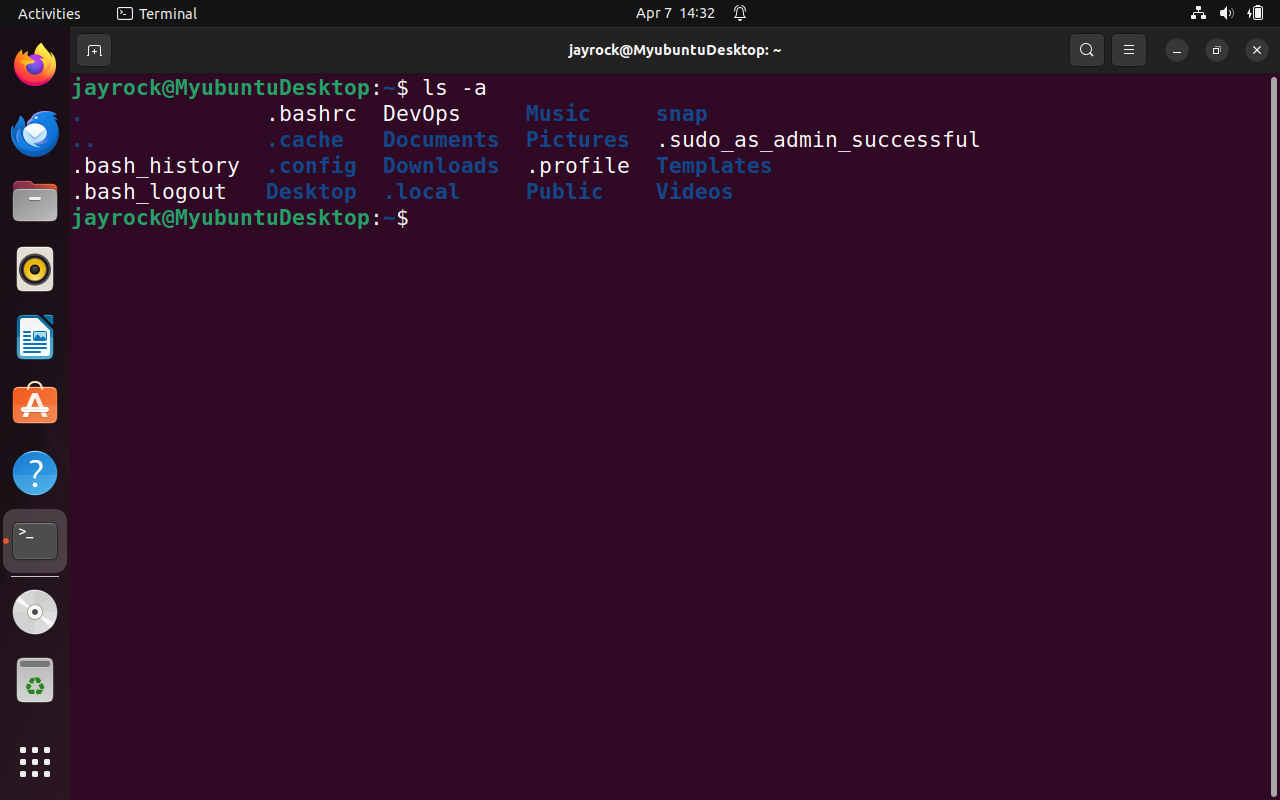 Activities Terminal Apr 7 14:32
jayrock@MyubuntuDesktop: ~
jayrock@MyubuntuDesktop:~$ ls -a
. .bashrc DevOps Music snap
.. .cache Documents Pictures .sudo_as_admin_successful
.bash_history .config Downloads .profile Templates
.bash_logout Desktop .local Public Videos
jayrock@MyubuntuDesktop:~$